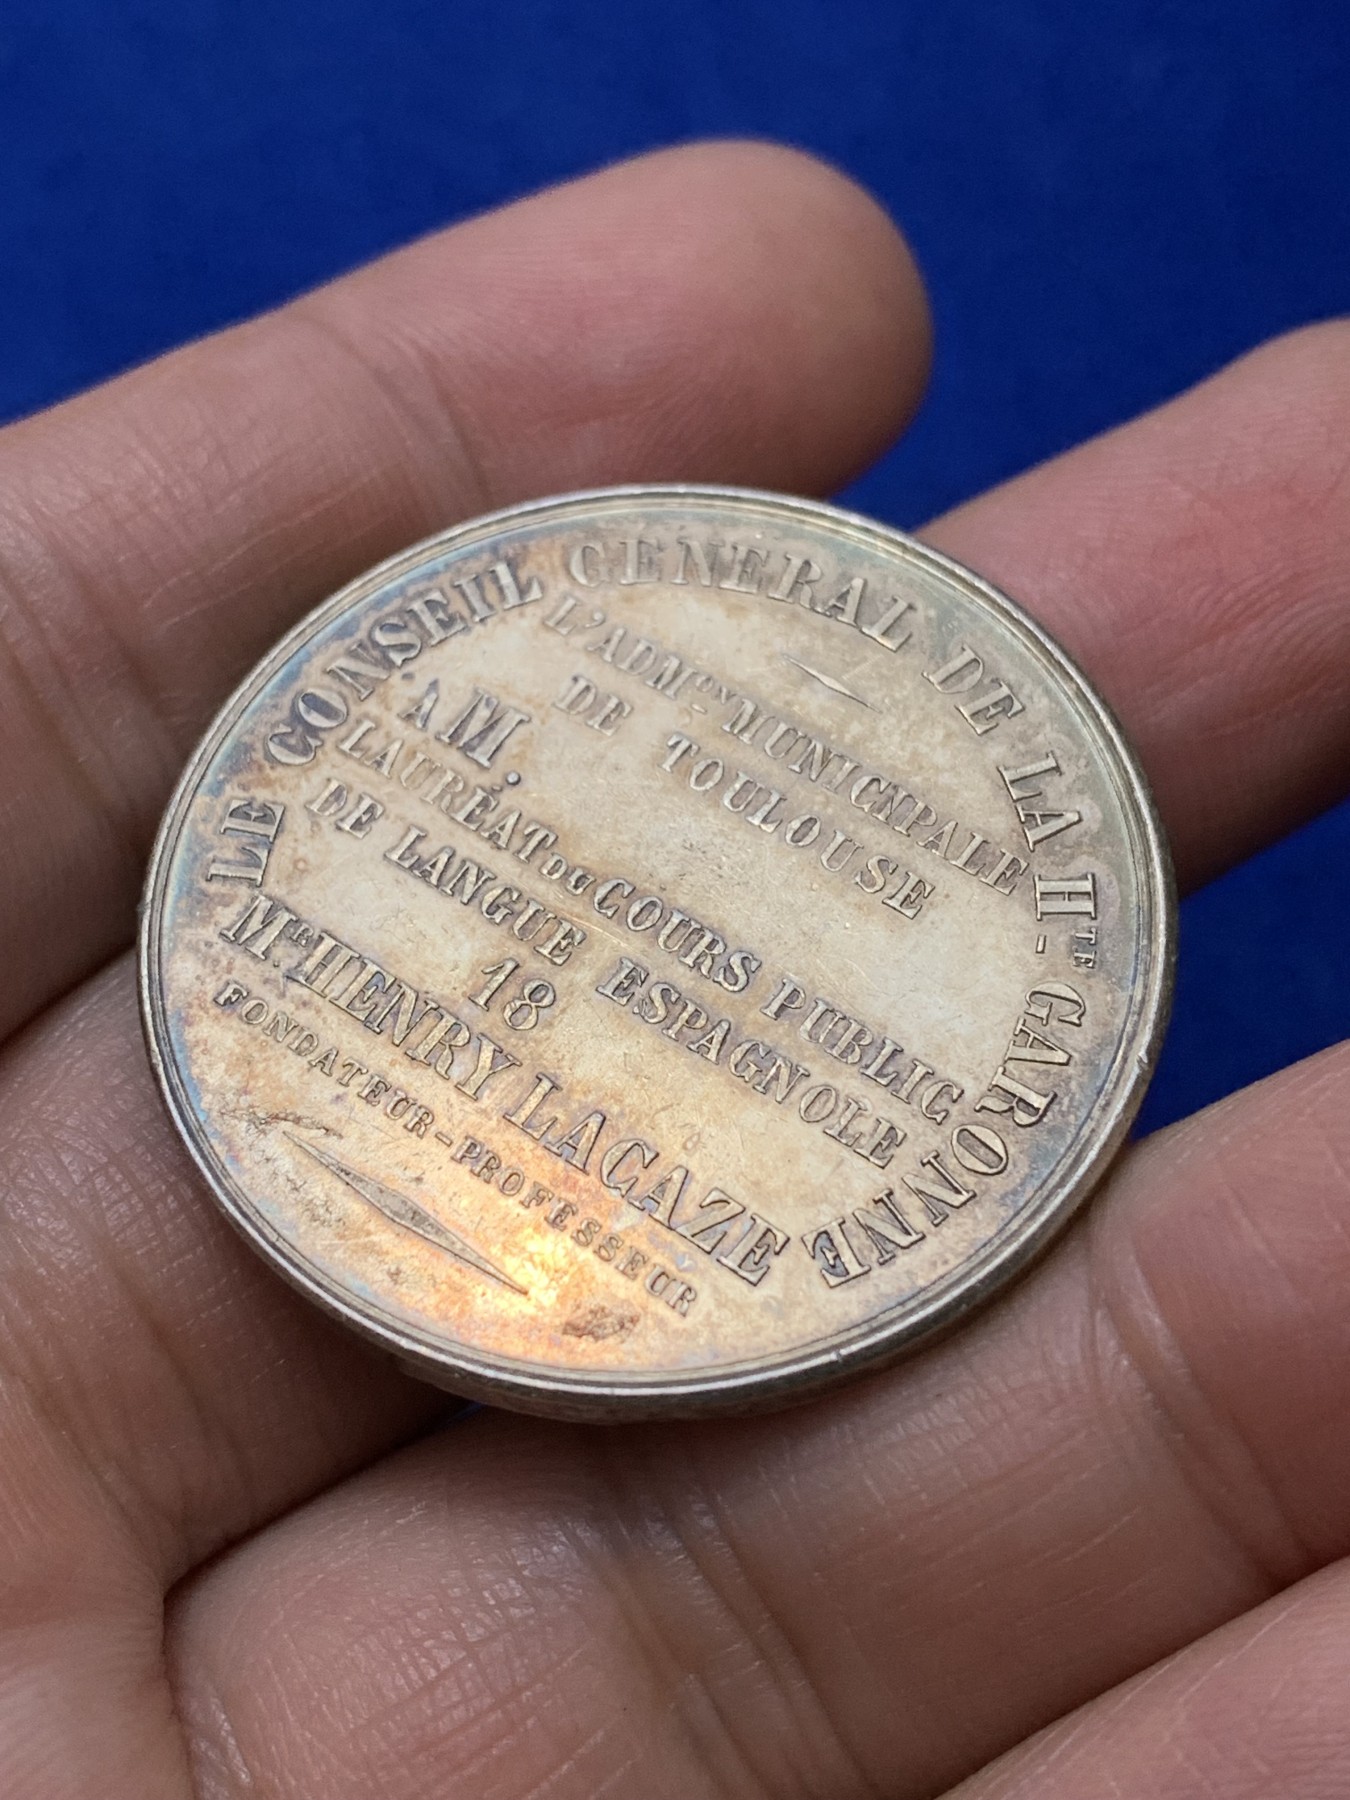 LE CONSEIL GENERAL DE LA HTE - GARONNE
L'ADMON MUNICIPALE
DE TOULOUSE
A M.
LAURÉAT DU COURS PUBLIC
DE LANGUE ESPAGNOLE
18
MR. HENRY LACAZE
FONDATEUR-PROFESSEUR